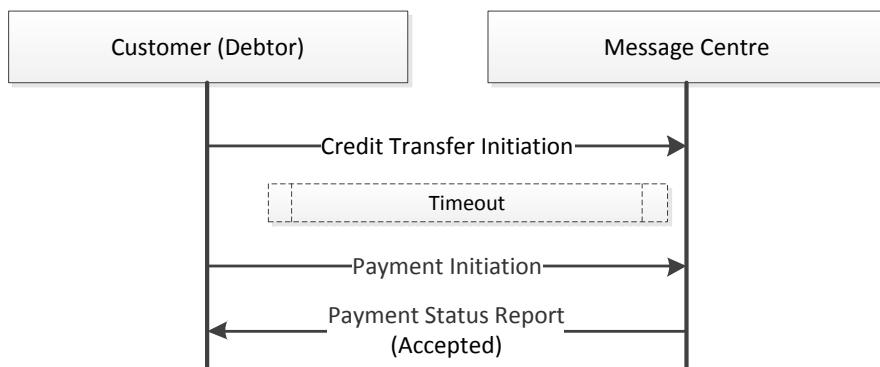 Customer (Debtor)
Message Centre
Credit Transfer Initiation
Timeout
Payment Initiation
Payment Status Report
(Accepted)